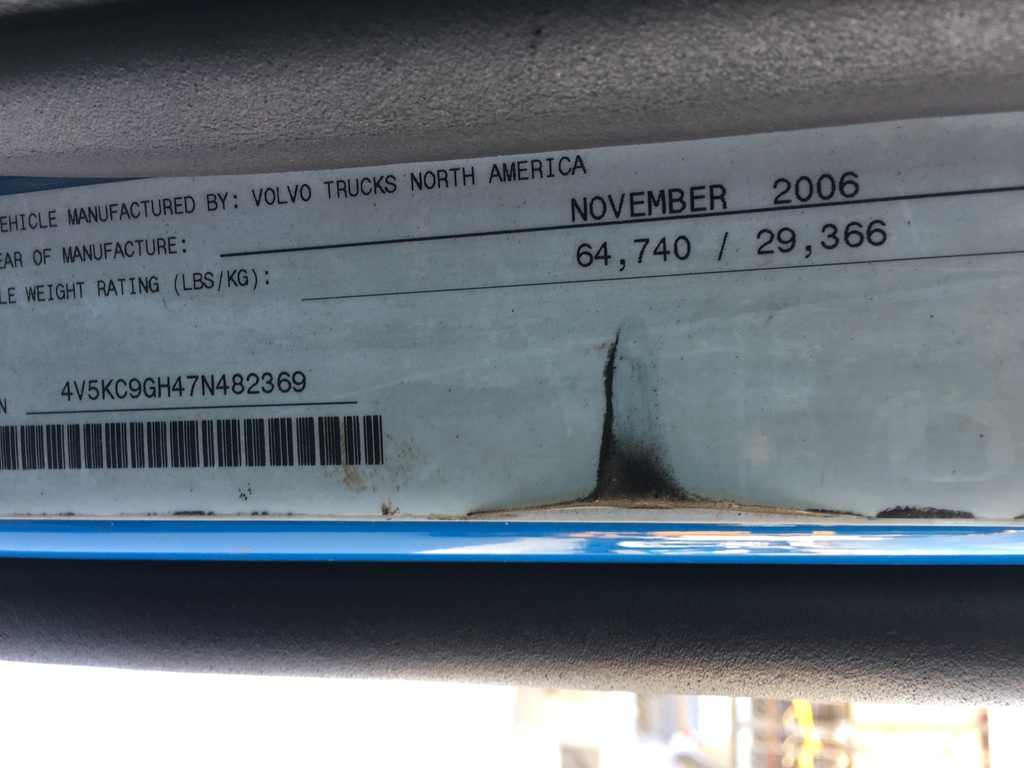 EHICLE MANUFACTURED BY: VOLVO TRUCKS NORTH AMERICA
EAR OF MANUFACTURE: NOVEMBER 2006
LE WEIGHT RATING (LBS/KG): 64,740 / 29,366
N 4V5KC9GH47N482369